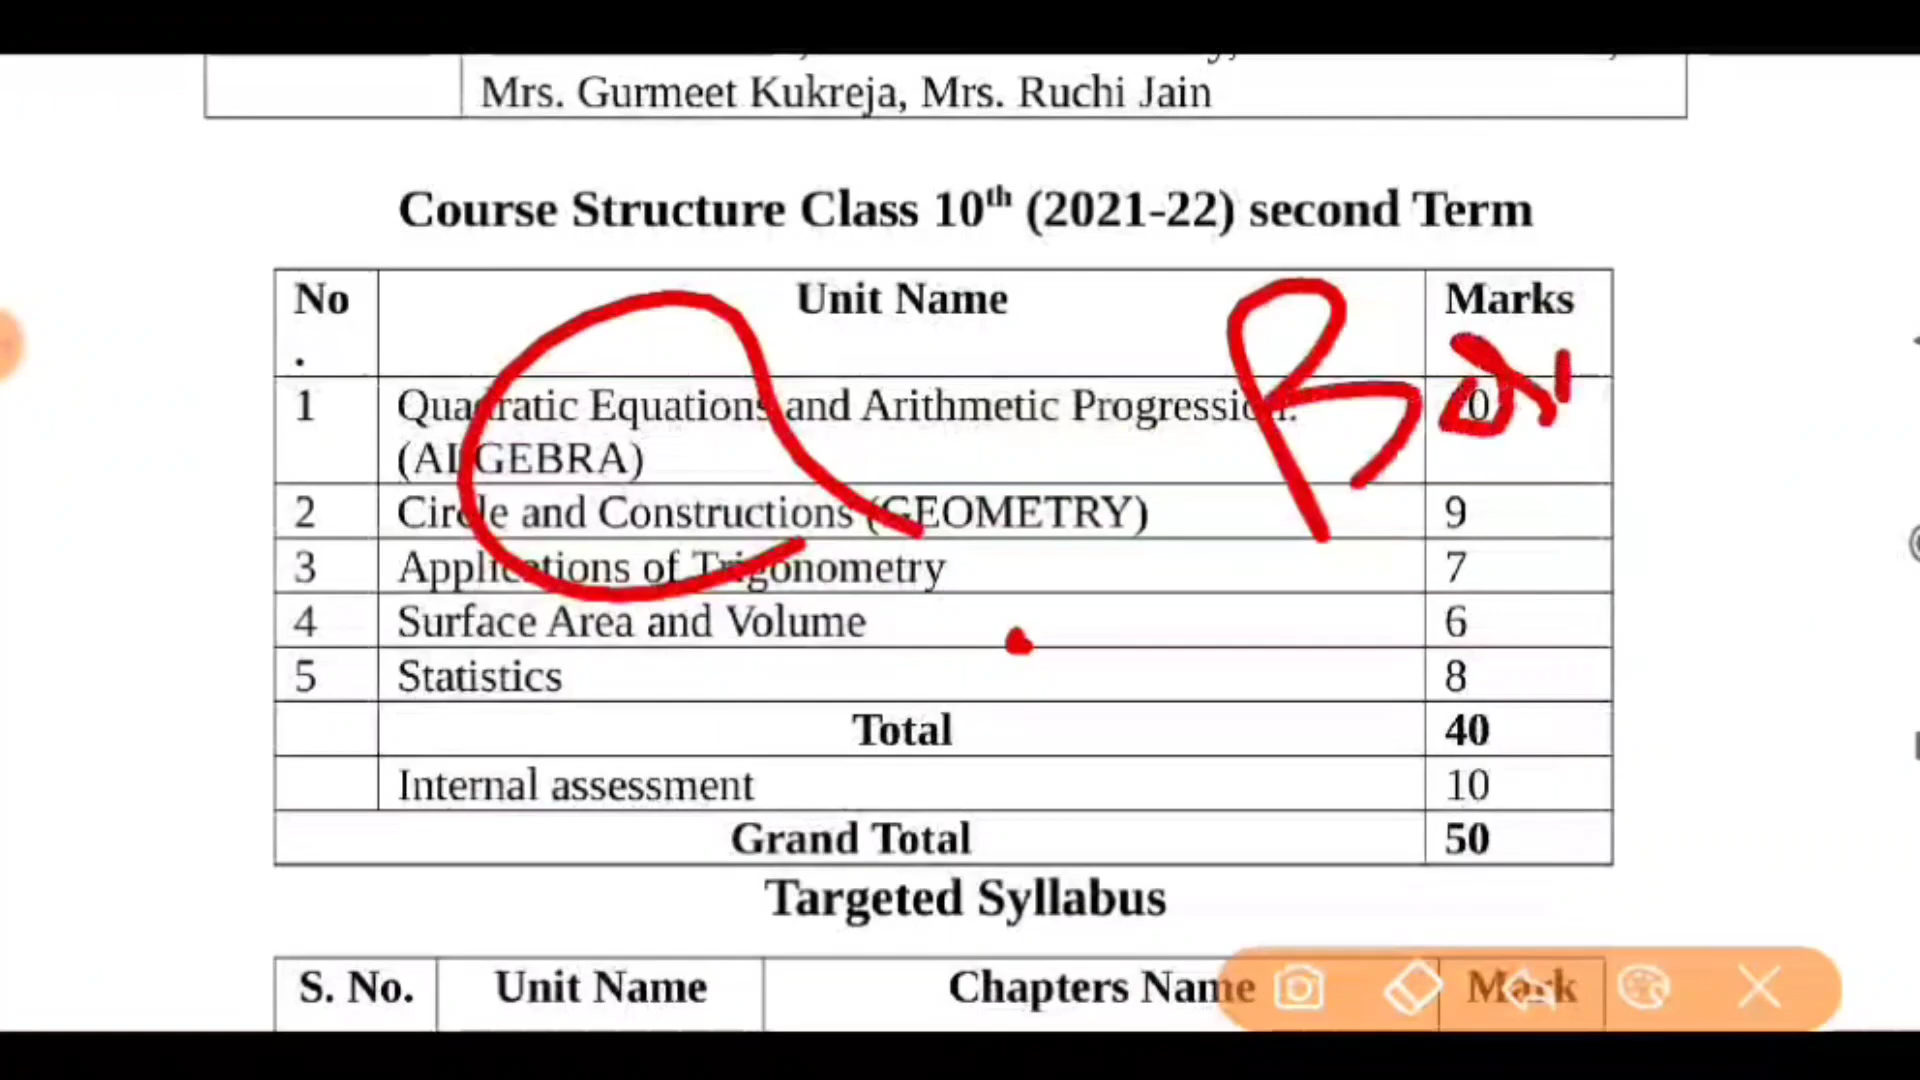 Mrs. Gurmeet Kukreja, Mrs. Ruchi Jain
Course Structure Class 10th (2021-22) second Term
No . Unit Name Marks
1 Quadratic Equations and Arithmetic Progression.
(ALGEBRA)
2 Circle and Constructions (GEOMETRY) 9
3 Applications of Trigonometry 7
4 Surface Area and Volume 6
5 Statistics 8
Total 40
Internal assessment 10
Grand Total 50
Targeted Syllabus
S. No. Unit Name Chapters Name Mark